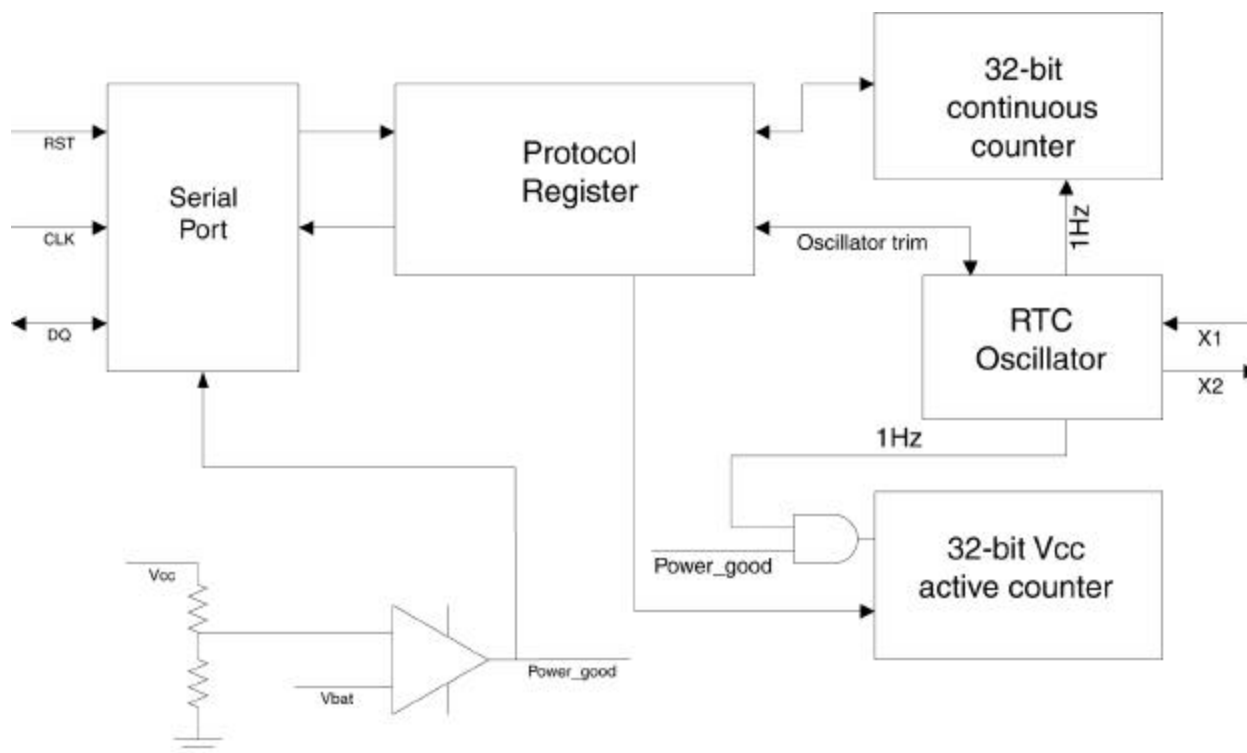 RST
CLK
DQ
Serial
Port
Protocol
Register
32-bit
continuous
counter
1Hz
Oscillator trim
RTC
Oscillator
X1
X2
1Hz
Power_good
32-bit Vcc
active counter
Vcc
Vbat
Power_good